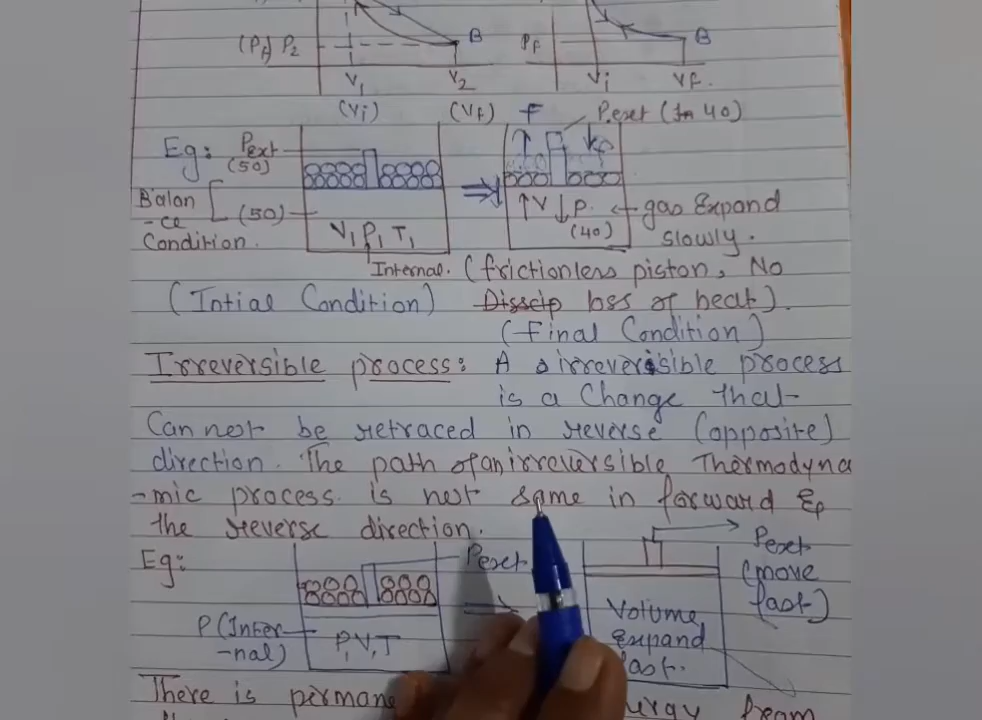 (Pf) P2 B PF B
V1 V2 Vi VF.
(Vi) (Vf) F Pext (In 40)
Eg: Pext
(50)
Balan
-ce [ (50)
Condition.
V1 P1 T1
↑V ↓P. gas Expand
(40) slowly.
Internal. (frictionless piston, No
(Intial Condition) loss of heat).
(Final Condition)
Irreversible process: A irreversible process
is a Change that
Can not be retraced in reverse (opposite)
direction. The path of an irreversible Thermodyna
-mic process is not same in forward &
the reverse direction.
Eg: Pext Pext
(move
fast)
P (Inter
-nal)
P, V, T
Volume
Expand
fast.
There is